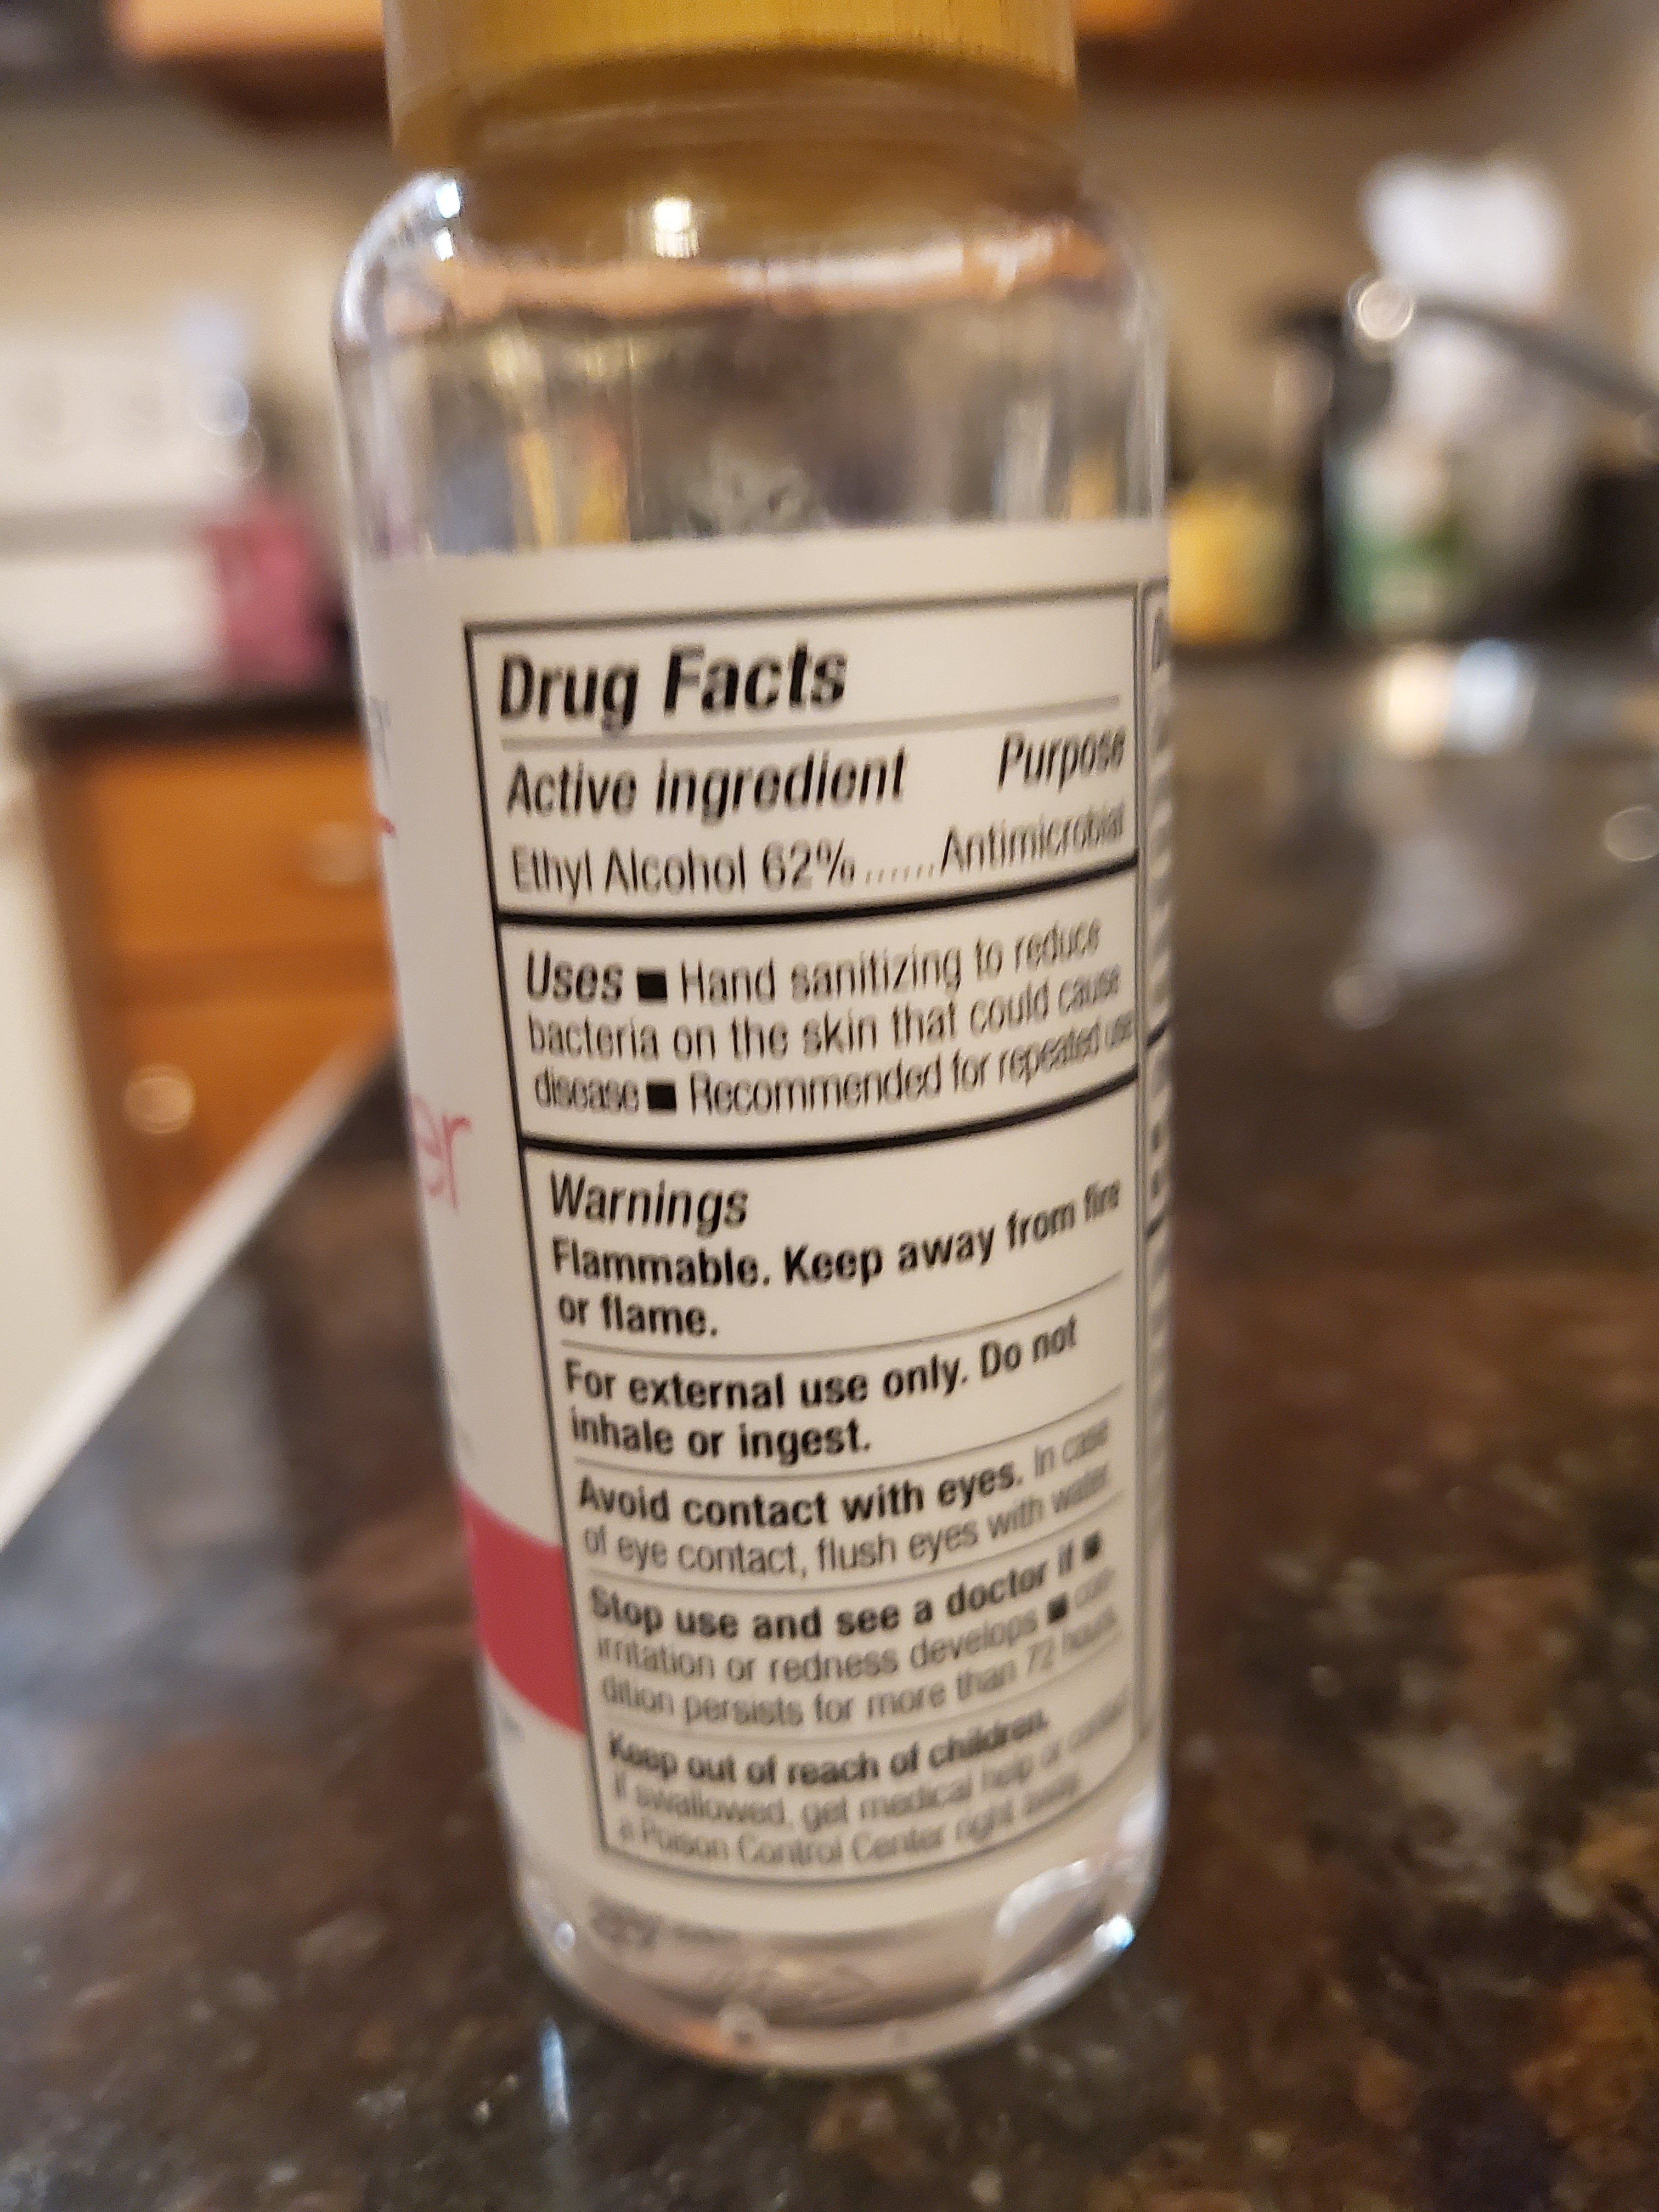 Drug Facts
Active ingredient Purpose
Ethyl Alcohol 62%......Antimicrobial
Uses ■ Hand sanitizing to reduce
bacteria on the skin that could cause
disease ■ Recommended for repeated use
Warnings
Flammable. Keep away from fire
or flame.
For external use only. Do not
inhale or ingest.
Avoid contact with eyes. In case
of eye contact, flush eyes with water.
Stop use and see a doctor if ■
irritation or redness develops ■ con-
dition persists for more than 72 hours.
Keep out of reach of children.
If swallowed, get medical help or contact
a Poison Control Center right away.
er